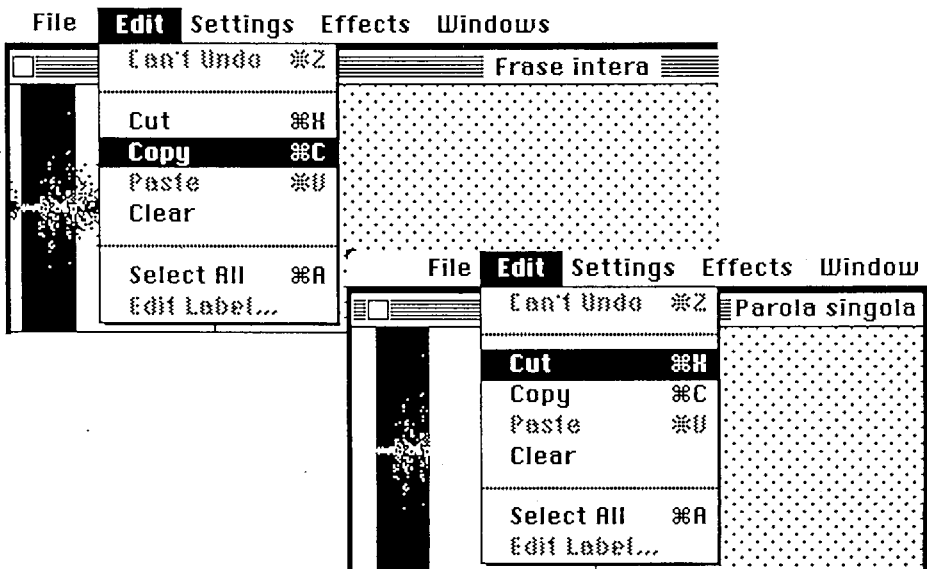 File Edit Settings Effects Windows
Frase intera
Can't Undo ⌘Z
Cut ⌘X
Copy ⌘C
Paste ⌘V
Clear
Select All ⌘A
Edit Label...
File Edit Settings Effects Window
Parola singola
Can't Undo ⌘Z
Cut ⌘X
Copy ⌘C
Paste ⌘V
Clear
Select All ⌘A
Edit Label...